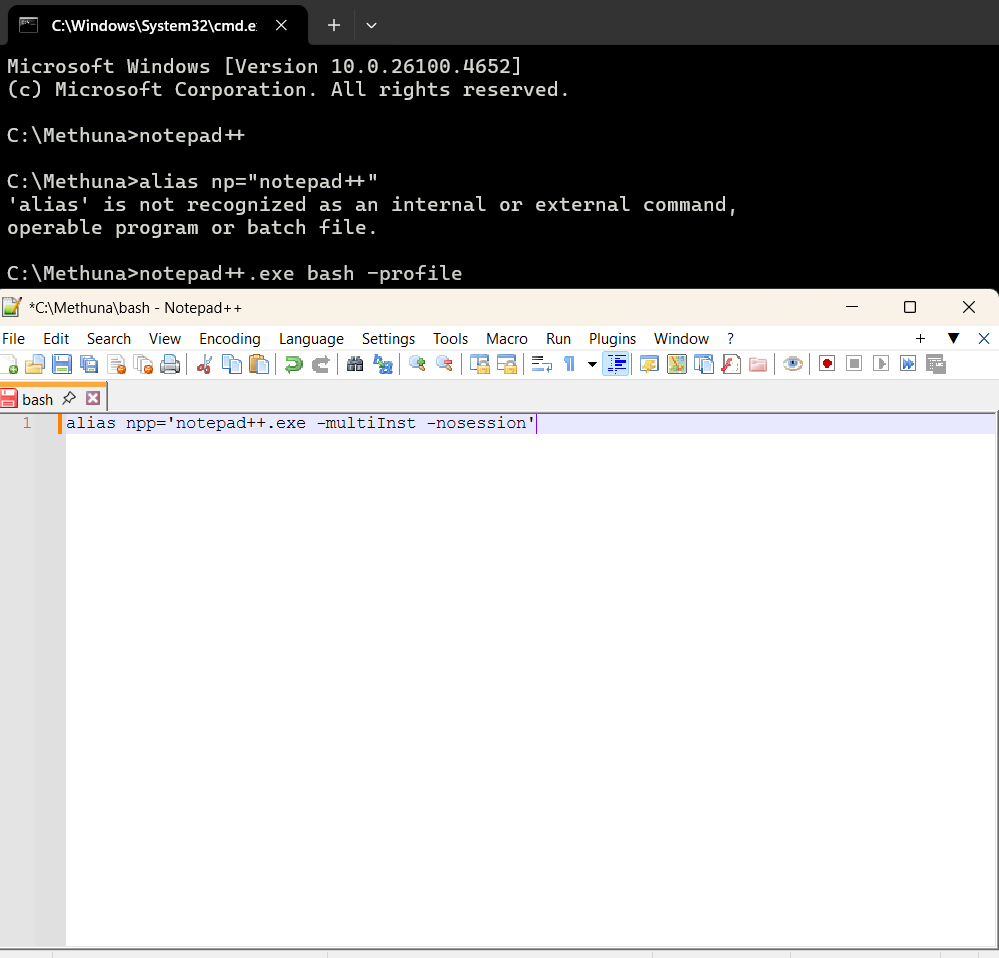 C:\Windows\System32\cmd.e
Microsoft Windows [Version 10.0.26100.4652]
(c) Microsoft Corporation. All rights reserved.
C:\Methuna>notepad++
C:\Methuna>alias np="notepad++"
'alias' is not recognized as an internal or external command,
operable program or batch file.
C:\Methuna>notepad++.exe bash -profile
*C:\Methuna\bash - Notepad++
File Edit Search View Encoding Language Settings Tools Macro Run Plugins Window ?
bash
1 alias npp='notepad++.exe -multiInst -nosession'